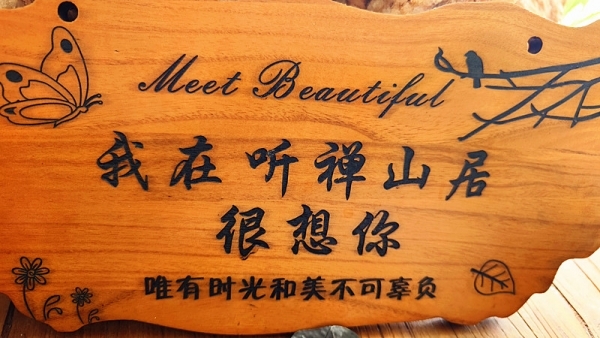 Meet Beautiful
我在听禅山居
很想你
唯有时光和美不可辜负